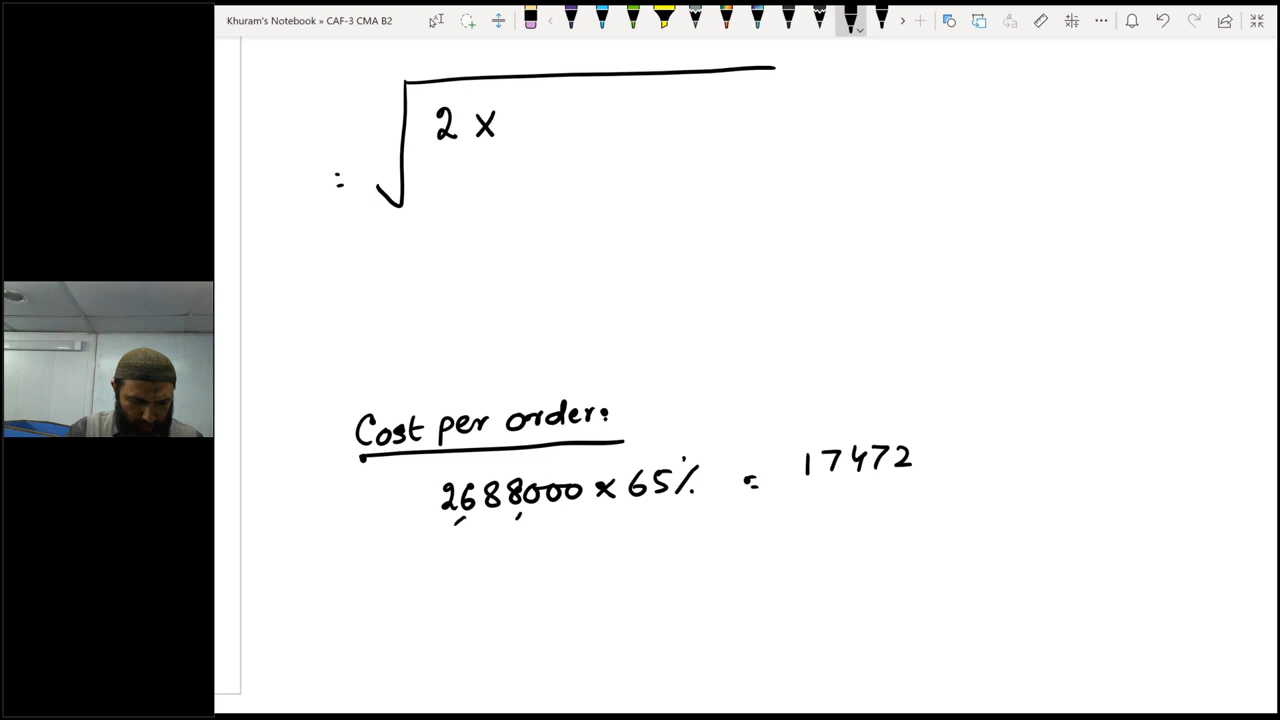 Khuram's Notebook » CAF-3 CMA B2
2 x
= √
Cost per order:
2688000 x 65% = 17472